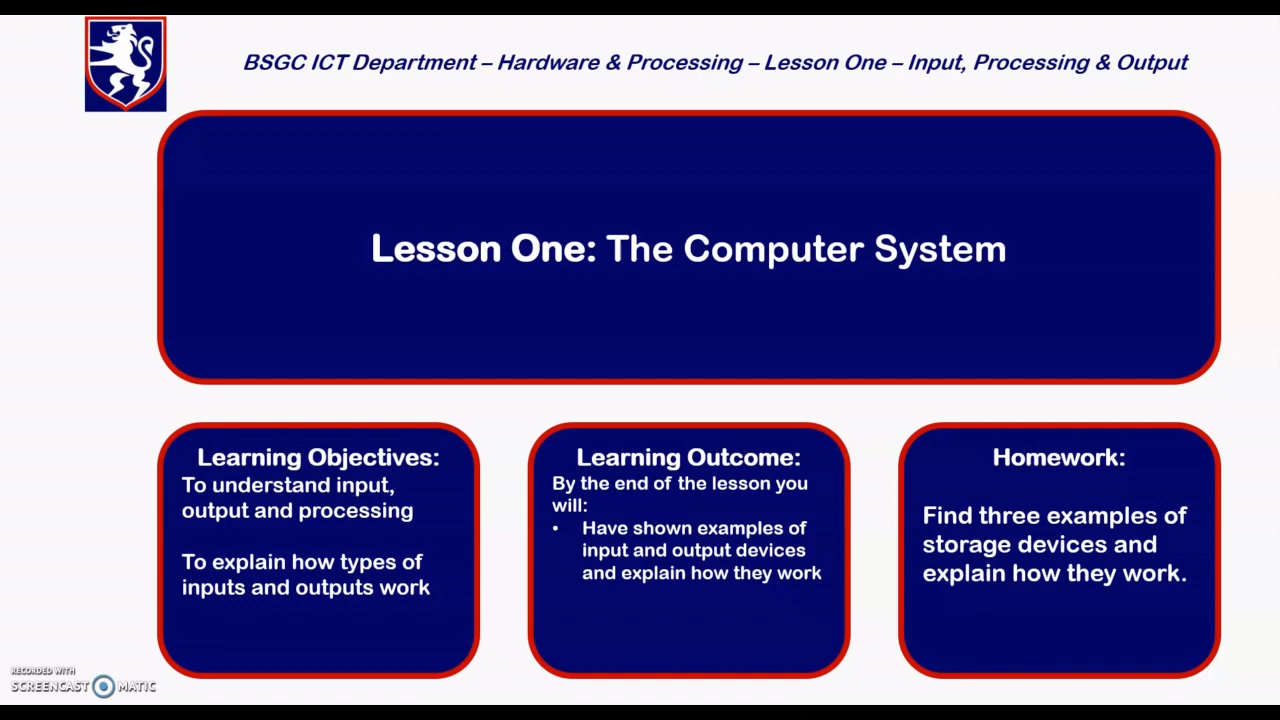 BSGC ICT Department – Hardware & Processing – Lesson One – Input, Processing & Output
Lesson One: The Computer System
Learning Objectives:
To understand input,
output and processing
To explain how types of
inputs and outputs work
Learning Outcome:
By the end of the lesson you
will:
• Have shown examples of
input and output devices
and explain how they work
Homework:
Find three examples of
storage devices and
explain how they work.
RECORDED WITH
SCREENCAST MATIC